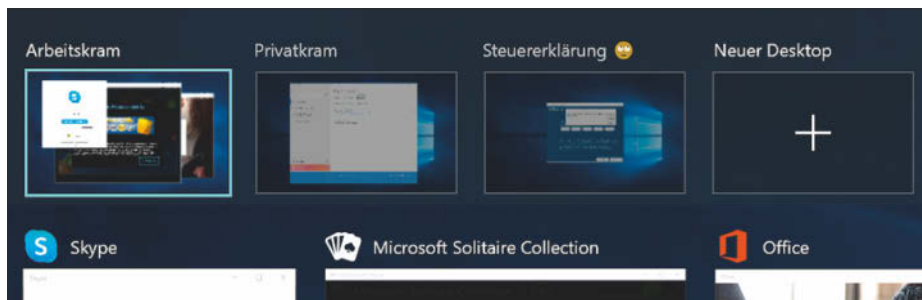 Arbeitskram
Privatkram
Steuererklärung 🙄
Neuer Desktop
Skype
Microsoft Solitaire Collection
Office